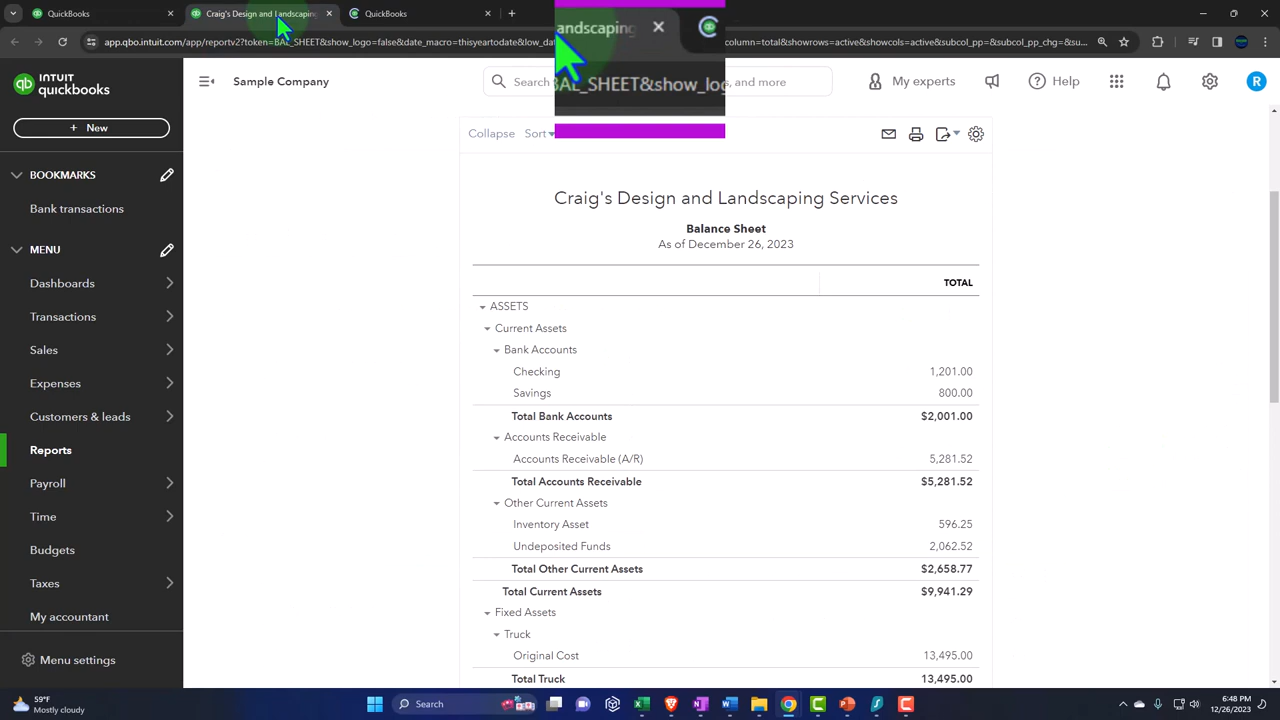 QuickBooks
Craig's Design and Landscaping
QuickBooks
app.qbo.intuit.com/app/reportv2?token=BAL_SHEET&show_logo=false&date_macro=thisyeartodate&low_dat
column=total&showrows=active&showcols=active&subcol_pp=&subcol_pp_chg=&sub
andscaping
BAL_SHEET&show_log
INTUIT
quickbooks
Sample Company
Search
, and more
My experts
Help
R
+ New
BOOKMARKS
Bank transactions
MENU
Dashboards
Transactions
Sales
Expenses
Customers & leads
Reports
Payroll
Time
Budgets
Taxes
My accountant
Menu settings
Collapse
Sort
Craig's Design and Landscaping Services
Balance Sheet
As of December 26, 2023
TOTAL
ASSETS
Current Assets
Bank Accounts
Checking 1,201.00
Savings 800.00
Total Bank Accounts $2,001.00
Accounts Receivable
Accounts Receivable (A/R) 5,281.52
Total Accounts Receivable $5,281.52
Other Current Assets
Inventory Asset 596.25
Undeposited Funds 2,062.52
Total Other Current Assets $2,658.77
Total Current Assets $9,941.29
Fixed Assets
Truck
Original Cost 13,495.00
Total Truck 13,495.00
59°F
Mostly cloudy
Search
6:48 PM
12/26/2023